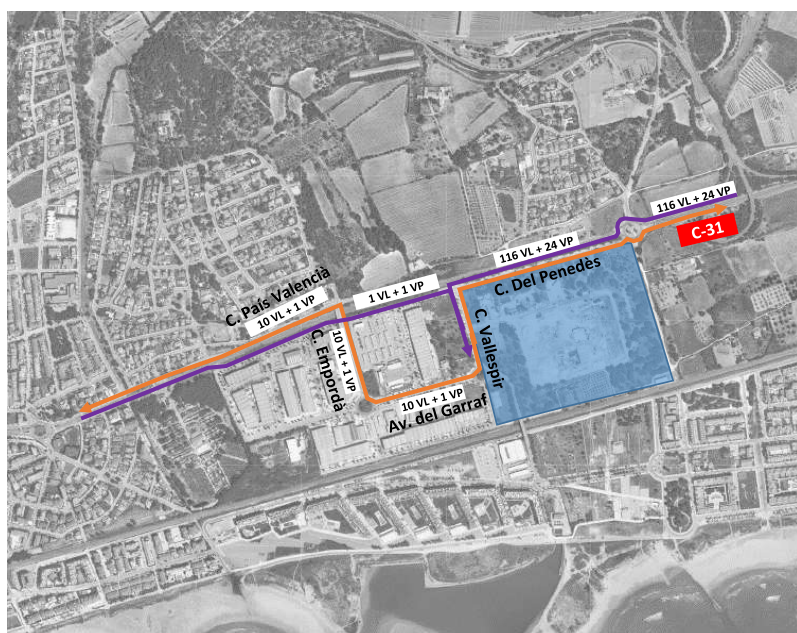 116 VL + 24 VP
C-31
116 VL + 24 VP
C. Del Penedès
C. País Valencià
10 VL + 1 VP
1 VL + 1 VP
C. Vallespir
C. Empordà
10 VL + 1 VP
10 VL + 1 VP
Av. del Garraf